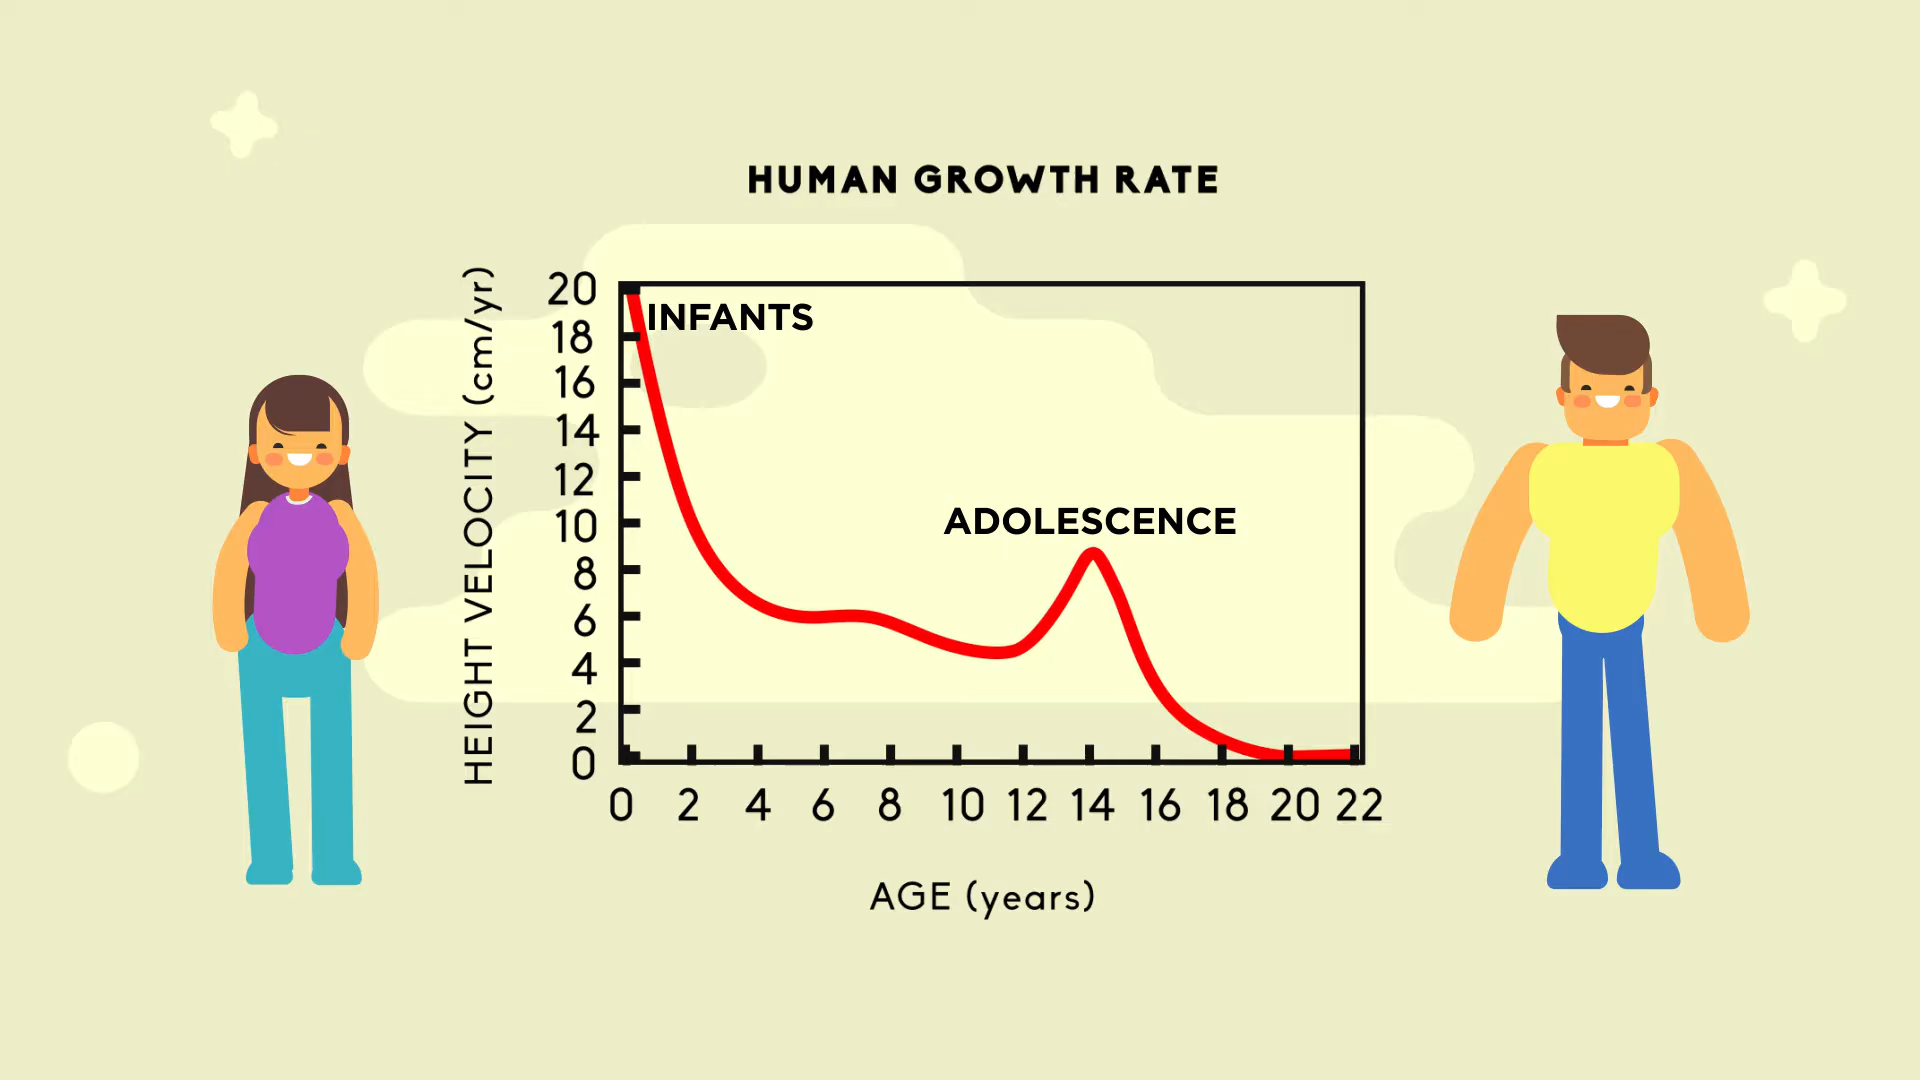 HUMAN GROWTH RATE
HEIGHT VELOCITY (cm/yr)
20
18
16
14
12
10
8
6
4
2
0
INFANTS
ADOLESCENCE
0 2 4 6 8 10 12 14 16 18 20 22
AGE (years)